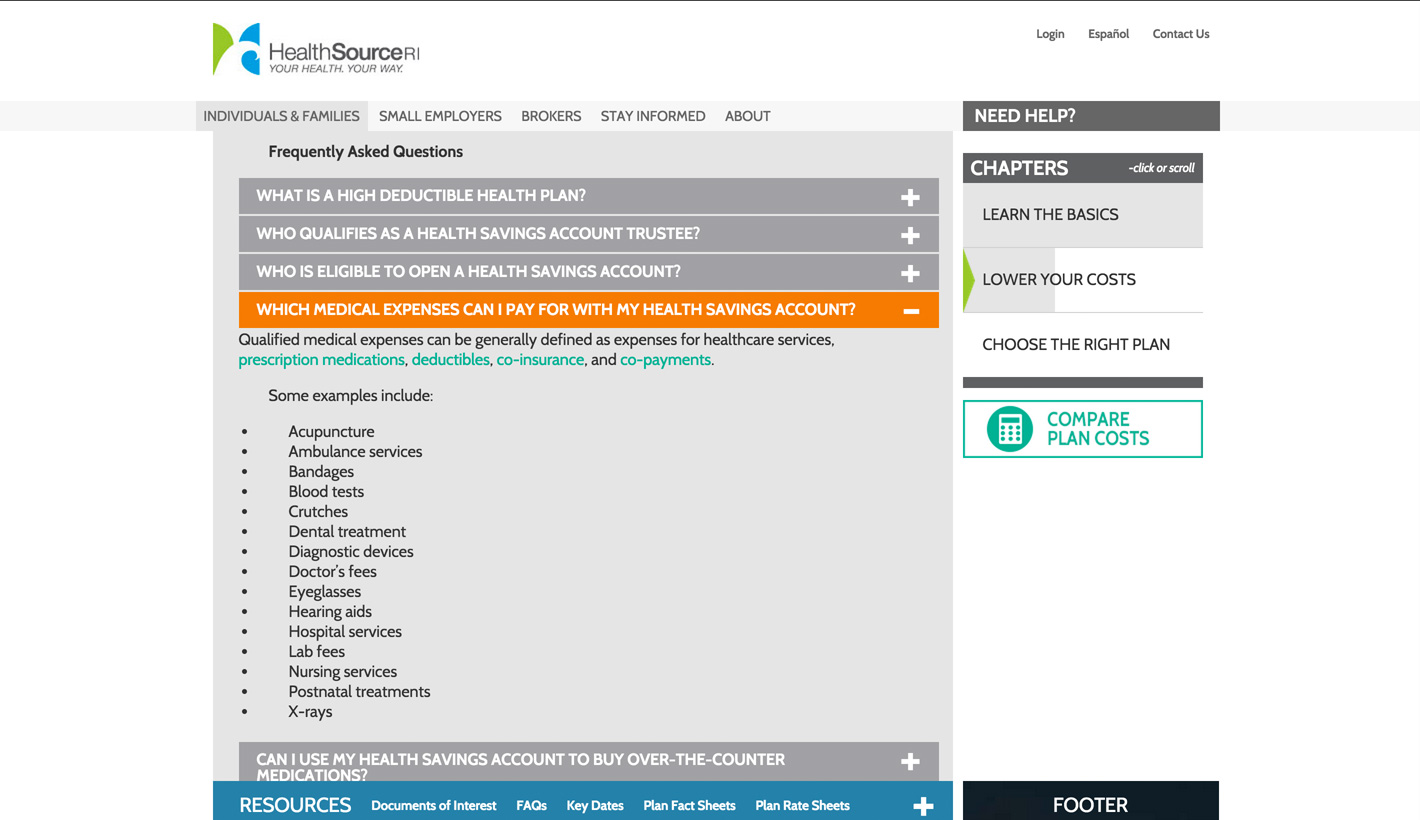 HealthSourceRI
YOUR HEALTH. YOUR WAY.
Login Español Contact Us
INDIVIDUALS & FAMILIES SMALL EMPLOYERS BROKERS STAY INFORMED ABOUT
NEED HELP?
Frequently Asked Questions
WHAT IS A HIGH DEDUCTIBLE HEALTH PLAN?
WHO QUALIFIES AS A HEALTH SAVINGS ACCOUNT TRUSTEE?
WHO IS ELIGIBLE TO OPEN A HEALTH SAVINGS ACCOUNT?
WHICH MEDICAL EXPENSES CAN I PAY FOR WITH MY HEALTH SAVINGS ACCOUNT?
Qualified medical expenses can be generally defined as expenses for healthcare services,
prescription medications, deductibles, co-insurance, and co-payments.
Some examples include:
• Acupuncture
• Ambulance services
• Bandages
• Blood tests
• Crutches
• Dental treatment
• Diagnostic devices
• Doctor's fees
• Eyeglasses
• Hearing aids
• Hospital services
• Lab fees
• Nursing services
• Postnatal treatments
• X-rays
CAN I USE MY HEALTH SAVINGS ACCOUNT TO BUY OVER-THE-COUNTER
MEDICATIONS?
CHAPTERS -click or scroll
LEARN THE BASICS
LOWER YOUR COSTS
CHOOSE THE RIGHT PLAN
COMPARE
PLAN COSTS
RESOURCES Documents of Interest FAQs Key Dates Plan Fact Sheets Plan Rate Sheets
FOOTER